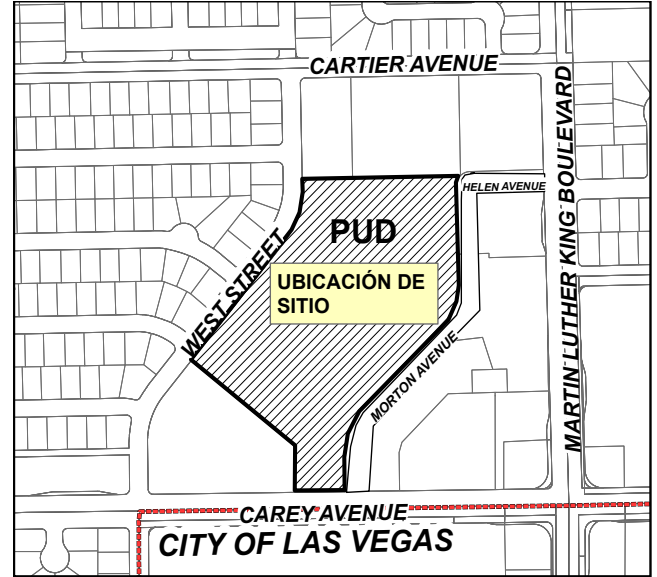 CARTIER AVENUE
MARTIN LUTHER KING BOULEVARD
HELEN AVENUE
PUD
WEST STREET
UBICACIÓN DE
SITIO
MORTON AVENUE
CAREY AVENUE
CITY OF LAS VEGAS